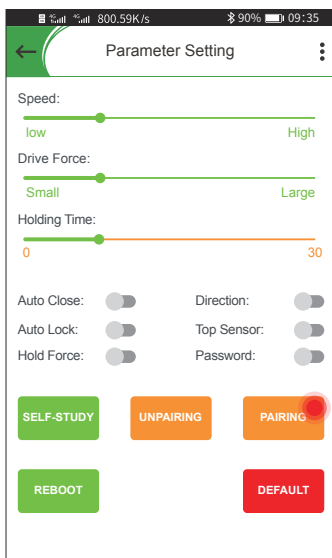 800.59K/s 90% 09:35
Parameter Setting
Speed:
low High
Drive Force:
Small Large
Holding Time:
0 30
Auto Close: Direction:
Auto Lock: Top Sensor:
Hold Force: Password:
SELF-STUDY UNPAIRING PAIRING
REBOOT DEFAULT